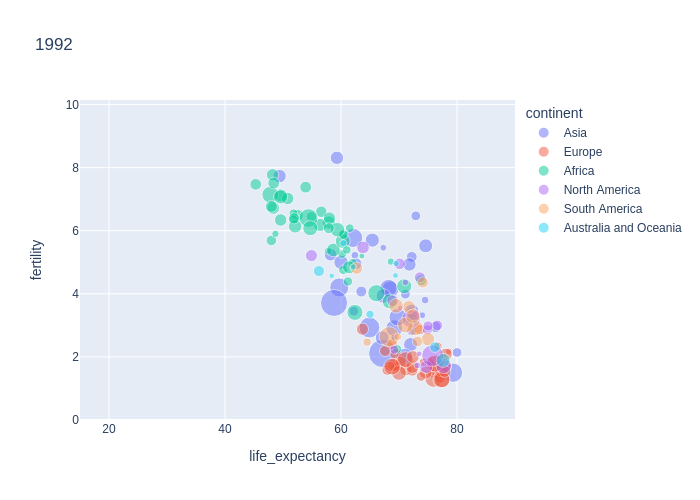 1992
continent
Asia
Europe
Africa
North America
South America
Australia and Oceania
fertility
10
8
6
4
2
0
20
40
60
80
life_expectancy